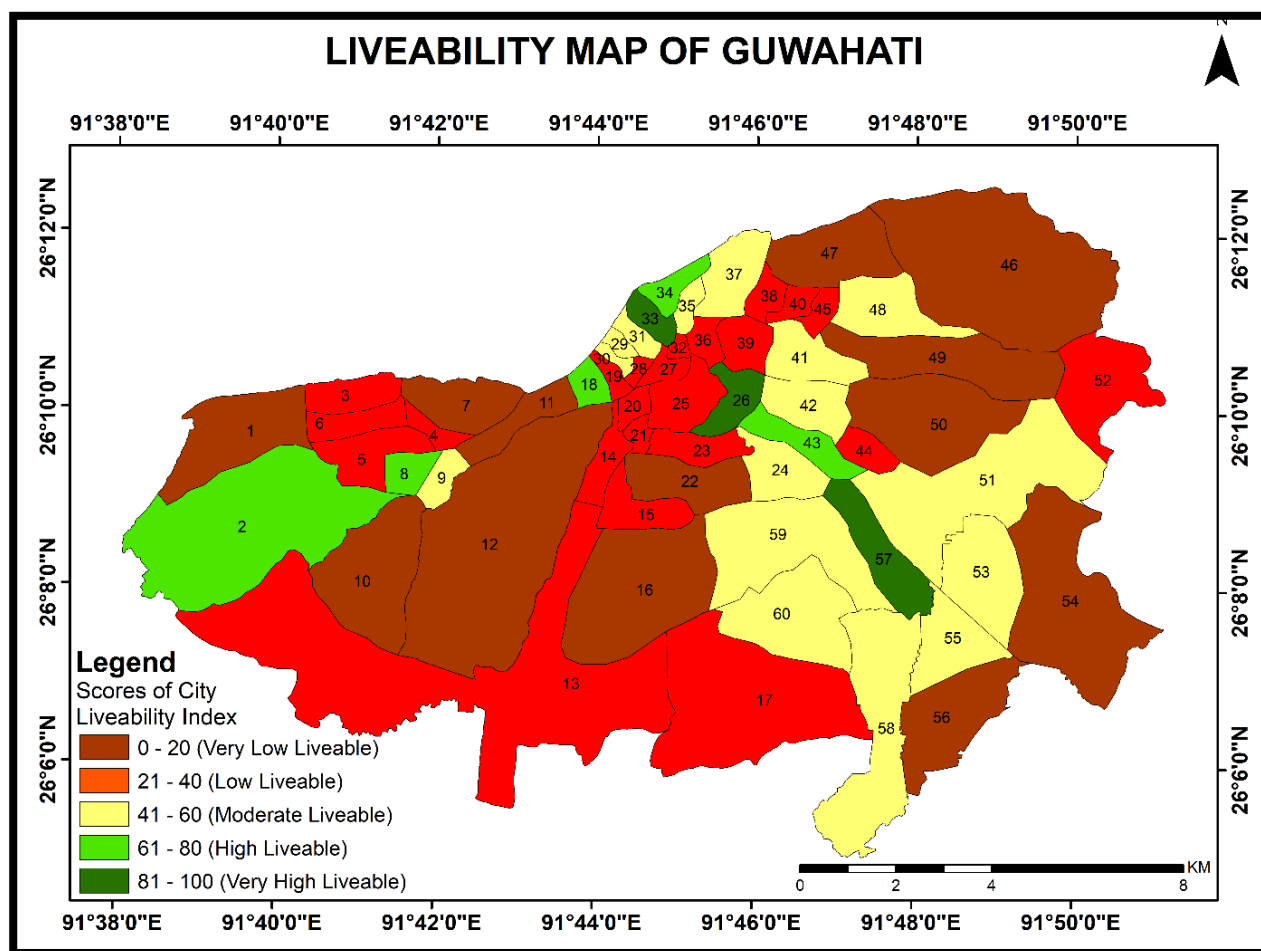 N
LIVEABILITY MAP OF GUWAHATI
91°38'0"E 91°40'0"E 91°42'0"E 91°44'0"E 91°46'0"E 91°48'0"E 91°50'0"E
26°12'0"N 26°12'0"N
26°10'0"N 26°10'0"N
26°8'0"N 26°8'0"N
26°6'0"N 26°6'0"N
46
47
37
34
38 40 45
35
48
33
31
29
30
32 36 39
41
49
52
28 27
19
18
3
7
11
20
25
26
42
50
1
6
4
21
43
5
14
23
44
8
9
22
24
51
2
15
12
59
57
53
10
16
54
60
55
13
17
56
58
Legend
Scores of City
Liveability Index
0 - 20 (Very Low Liveable)
21 - 40 (Low Liveable)
41 - 60 (Moderate Liveable)
61 - 80 (High Liveable)
81 - 100 (Very High Liveable)
KM
0 2 4 8
91°38'0"E 91°40'0"E 91°42'0"E 91°44'0"E 91°46'0"E 91°48'0"E 91°50'0"E